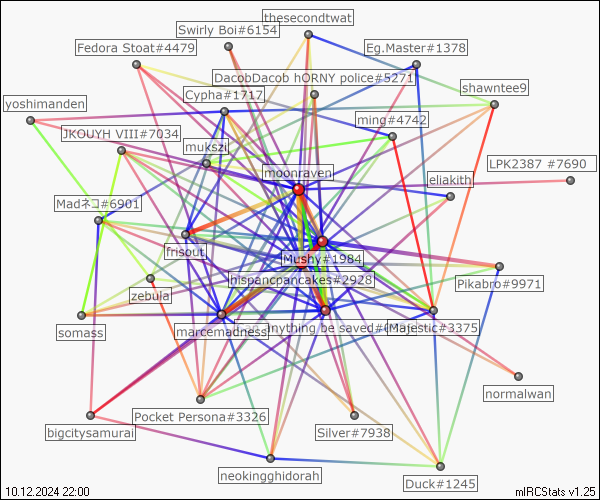 thesecondtwat
Swirly Boi#6154
Fedora Stoat#4479
Eg.Master#1378
DacobDacob hORNY police#5271
shawntee9
Cypha#1717
yoshimanden
ming#4742
JKOUYH VIII#7034
mukszi
LPK2387 #7690
moonraven
eliakith
Madネコ#6901
frisout
Mushy#1984
hispancpancakes#2928
Pikabro#9971
zebula
somass
marcemadness
anything be saved#
(Majestic#3375
normalwan
Pocket Persona#3326
bigcitysamurai
Silver#7938
neokingghidorah
Duck#1245
10.12.2024 22:00
mIRCStats v1.25